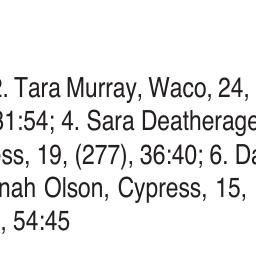 2. Tara Murray, Waco, 24,
31:54; 4. Sara Deatherage
ess, 19, (277), 36:40; 6. Da
nah Olson, Cypress, 15,
, 54:45